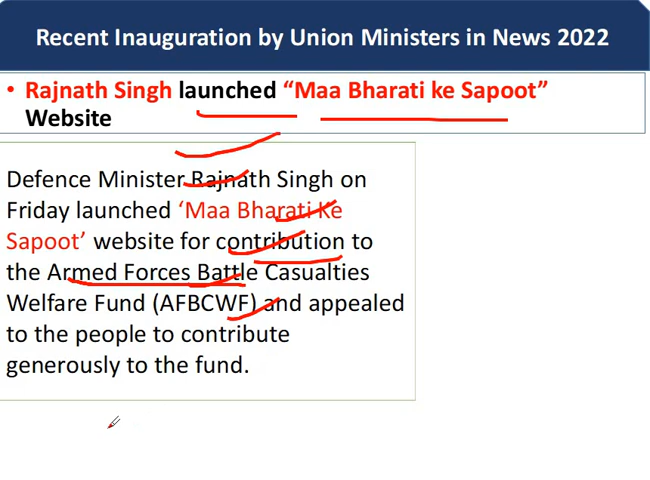 Recent Inauguration by Union Ministers in News 2022
• Rajnath Singh launched “Maa Bharati ke Sapoot”
Website
Defence Minister Rajnath Singh on
Friday launched ‘Maa Bharati Ke
Sapoot’ website for contribution to
the Armed Forces Battle Casualties
Welfare Fund (AFBCWF) and appealed
to the people to contribute
generously to the fund.